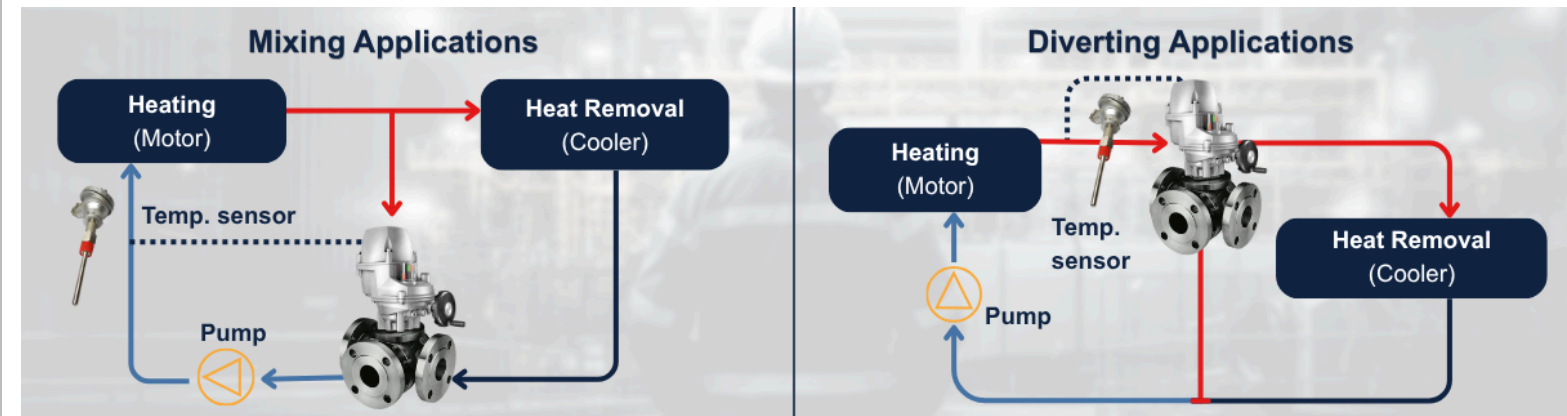 Mixing Applications
Heating
(Motor)
Heat Removal
(Cooler)
Temp. sensor
Pump
Diverting Applications
Heating
(Motor)
Temp.
sensor
Heat Removal
(Cooler)
Pump